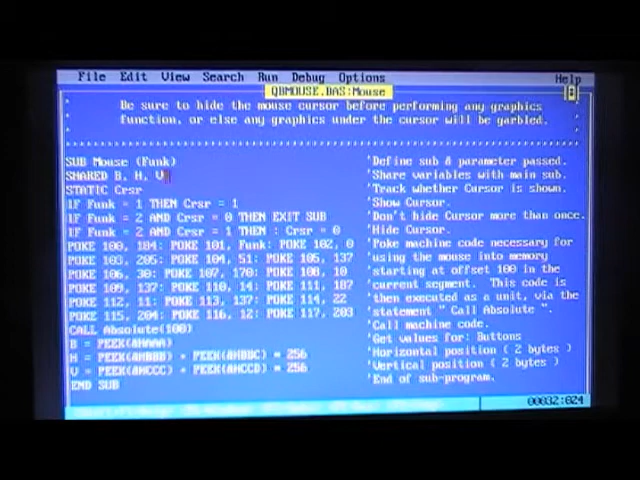 File Edit View Search Run Debug Options Help
QBMOUSE.BAS:Mouse
' Be sure to hide the mouse cursor before performing any graphics '
' function, or else any graphics under the cursor will be garbled. '
SUB Mouse (Funk) 'Define sub & parameter passed.
SHARED B, H, V 'Share variables with main sub.
STATIC Crsr 'Track whether Cursor is shown.
IF Funk = 1 THEN Crsr = 1 'Show Cursor.
IF Funk = 2 AND Crsr = 0 THEN EXIT SUB 'Don't hide Cursor more than once.
IF Funk = 2 AND Crsr = 1 THEN : Crsr = 0 'Hide Cursor.
POKE 100, 184: POKE 101, Funk: POKE 102, 0 'Poke machine code necessary for
POKE 103, 205: POKE 104, 51: POKE 105, 137 'using the mouse into memory
POKE 106, 30: POKE 107, 170: POKE 108, 10 'starting at offset 100 in the
POKE 109, 137: POKE 110, 14: POKE 111, 187 'current segment. This code is
POKE 112, 11: POKE 113, 137: POKE 114, 22 'then executed as a unit, via the
POKE 115, 204: POKE 116, 12: POKE 117, 203 'statement " Call Absolute ".
CALL Absolute(100) 'Call machine code.
B = PEEK(&HAAA) 'Get values for: Buttons
H = PEEK(&HBBB) + PEEK(&HBBC) * 256 'Horizontal position ( 2 bytes )
V = PEEK(&HCCC) + PEEK(&HCCD) * 256 'Vertical position ( 2 bytes )
END SUB 'End of sub-program.
00032:024